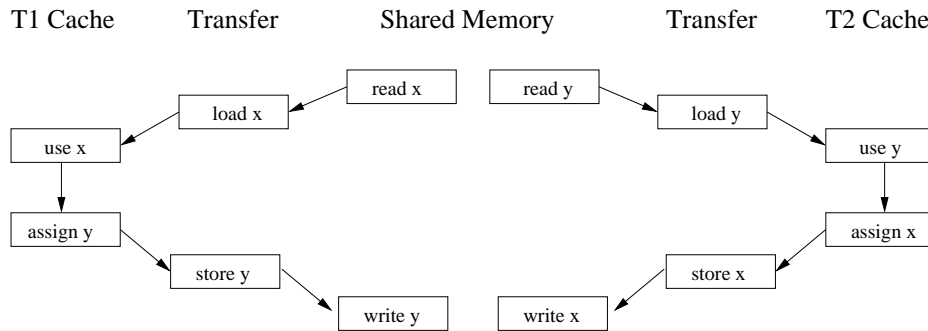 T1 Cache Transfer Shared Memory Transfer T2 Cache
read x read y
load x load y
use x use y
assign y assign x
store y store x
write y write x